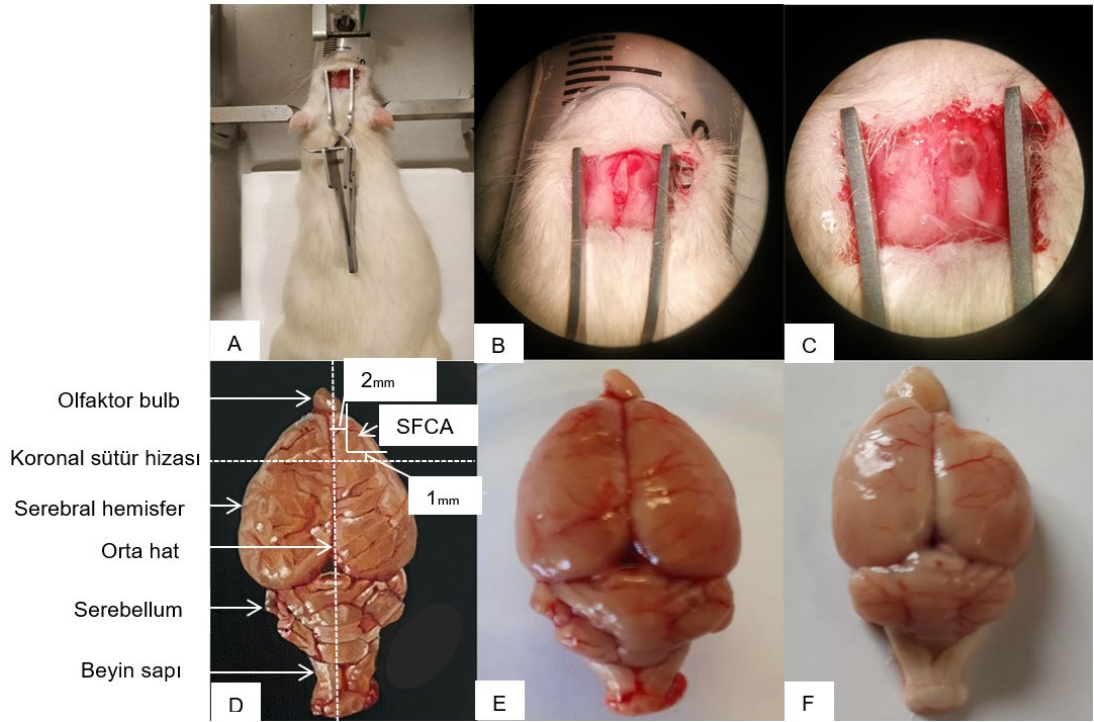 A
B
C
2mm
Olfaktor bulb
SFCA
Koronal sütür hizası
1mm
Serebral hemisfer
Orta hat
Serebellum
Beyin sapı
D
E
F